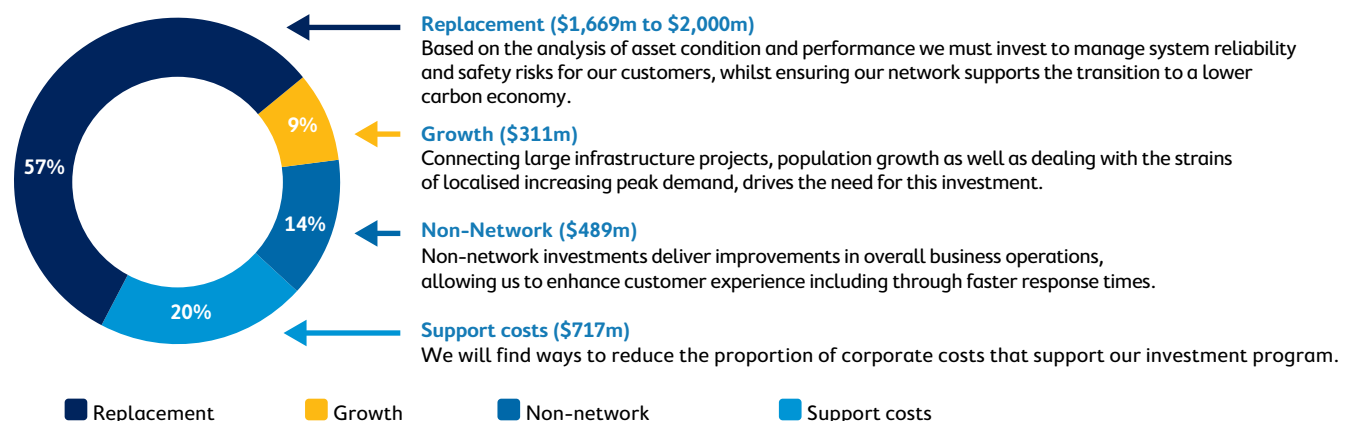 Replacement ($1,669m to $2,000m)
Based on the analysis of asset condition and performance we must invest to manage system reliability
and safety risks for our customers, whilst ensuring our network supports the transition to a lower
carbon economy.
9%
Growth ($311m)
Connecting large infrastructure projects, population growth as well as dealing with the strains
of localised increasing peak demand, drives the need for this investment.
57%
14%
Non-Network ($489m)
Non-network investments deliver improvements in overall business operations,
allowing us to enhance customer experience including through faster response times.
20%
Support costs ($717m)
We will find ways to reduce the proportion of corporate costs that support our investment program.
Replacement
Growth
Non-network
Support costs